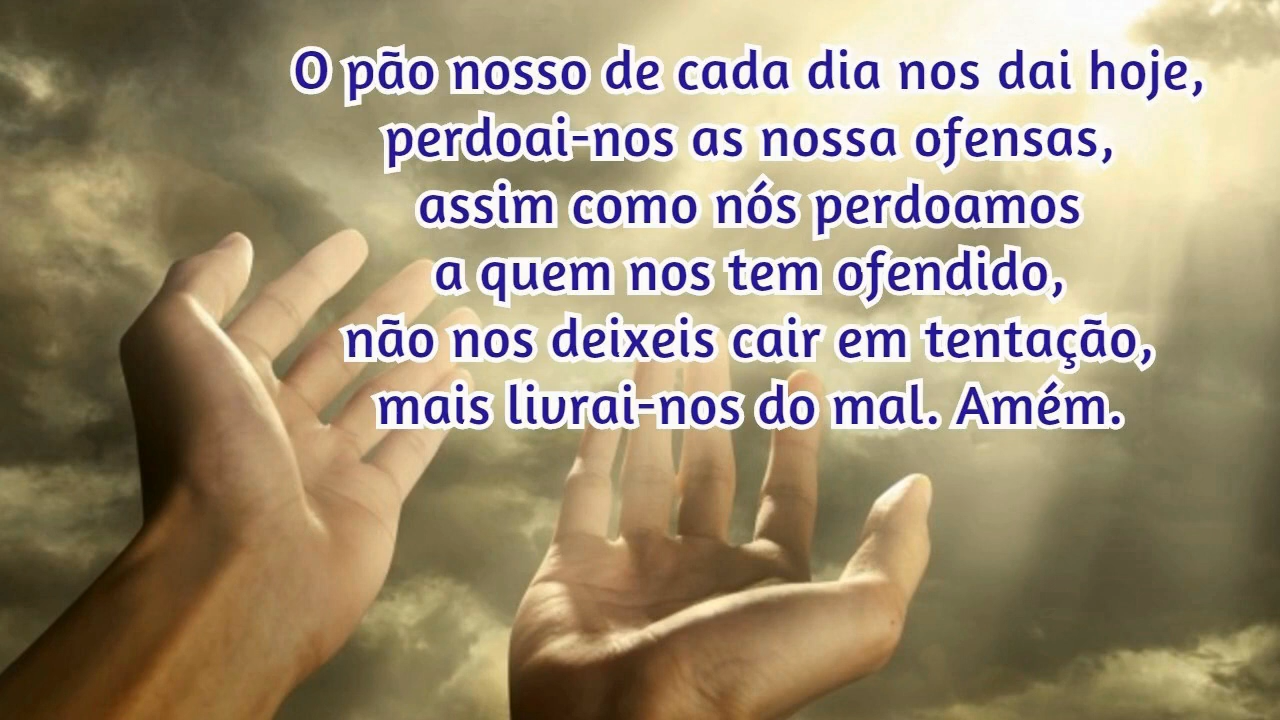 O pão nosso de cada dia nos dai hoje,
perdoai-nos as nossa ofensas,
assim como nós perdoamos
a quem nos tem ofendido,
não nos deixeis cair em tentação,
mais livrai-nos do mal. Amém.